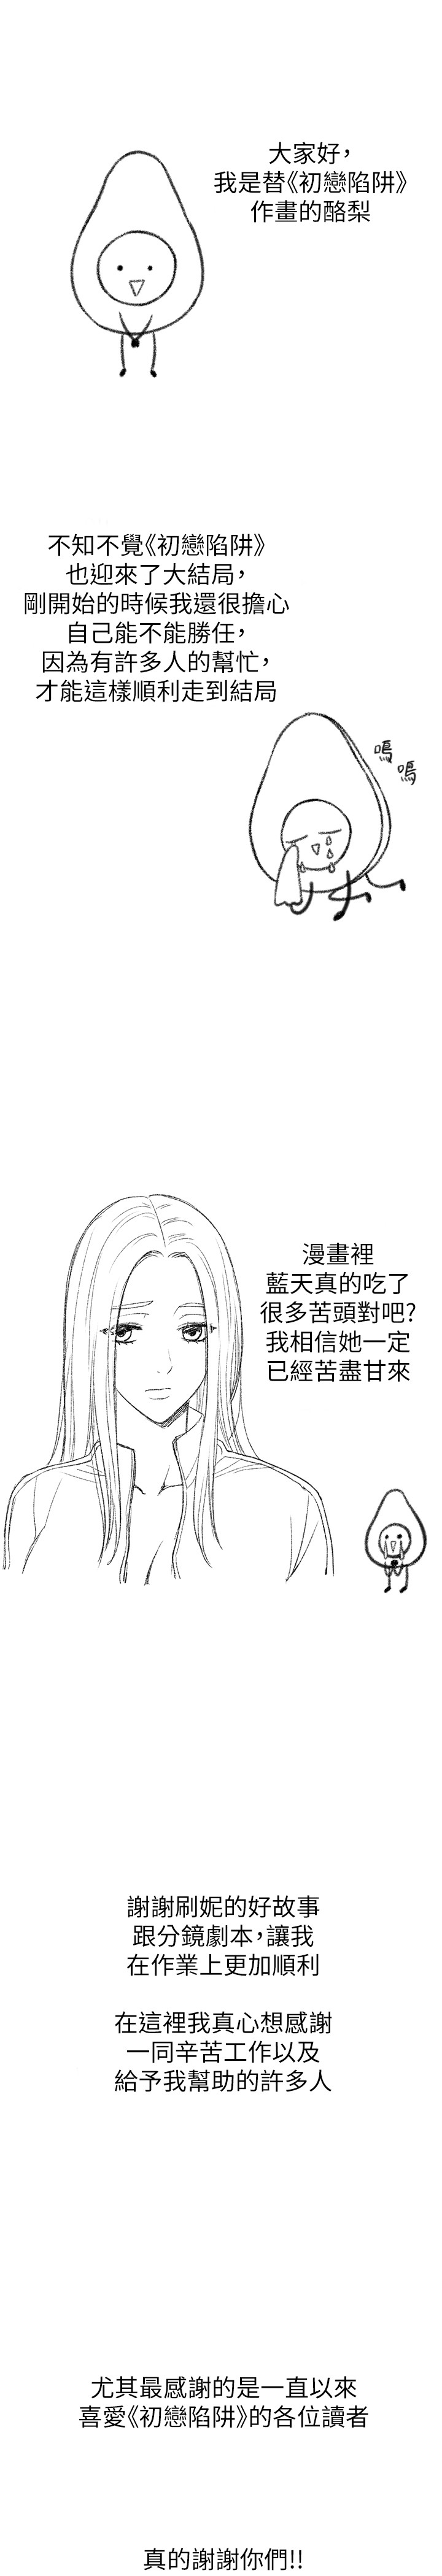 大家好，
我是替《初戀陷阱》
作畫的酪梨
不知不覺《初戀陷阱》
也迎來了大結局，
剛開始的時候我還很擔心
自己能不能勝任，
因為有許多人的幫忙，
才能這樣順利走到結局
嗚
嗚
漫畫裡
藍天真的吃了
很多苦頭對吧?
我相信她一定
已經苦盡甘來
謝謝刷妮的好故事
跟分鏡劇本，讓我
在作業上更加順利
在這裡我真心想感謝
一同辛苦工作以及
給予我幫助的許多人
尤其最感謝的是一直以來
喜愛《初戀陷阱》的各位讀者
真的謝謝你們!!